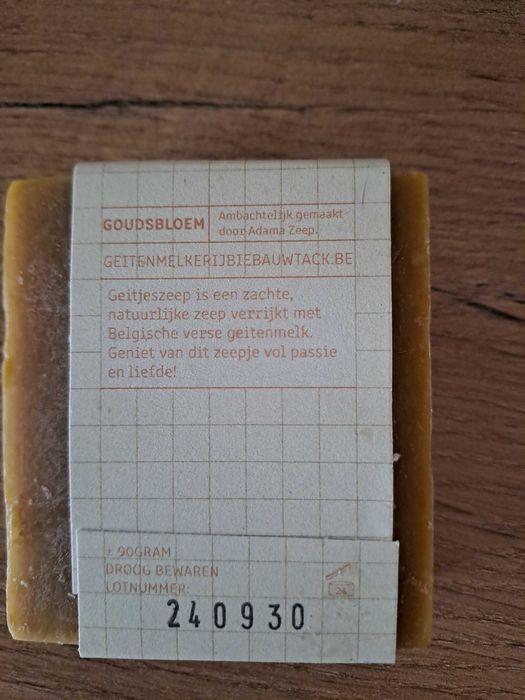 GOUDSBLOEM
Ambachtelijk gemaakt
door Adama Zeep.
GEITENMELKERIJBIEBAUWTACK.BE
Geitjeszeep is een zachte,
natuurlijke zeep verrijkt met
Belgische verse geitenmelk.
Geniet van dit zeepje vol passie
en liefde!
± 90GRAM
DROOG BEWAREN
LOTNUMMER:
24
240930